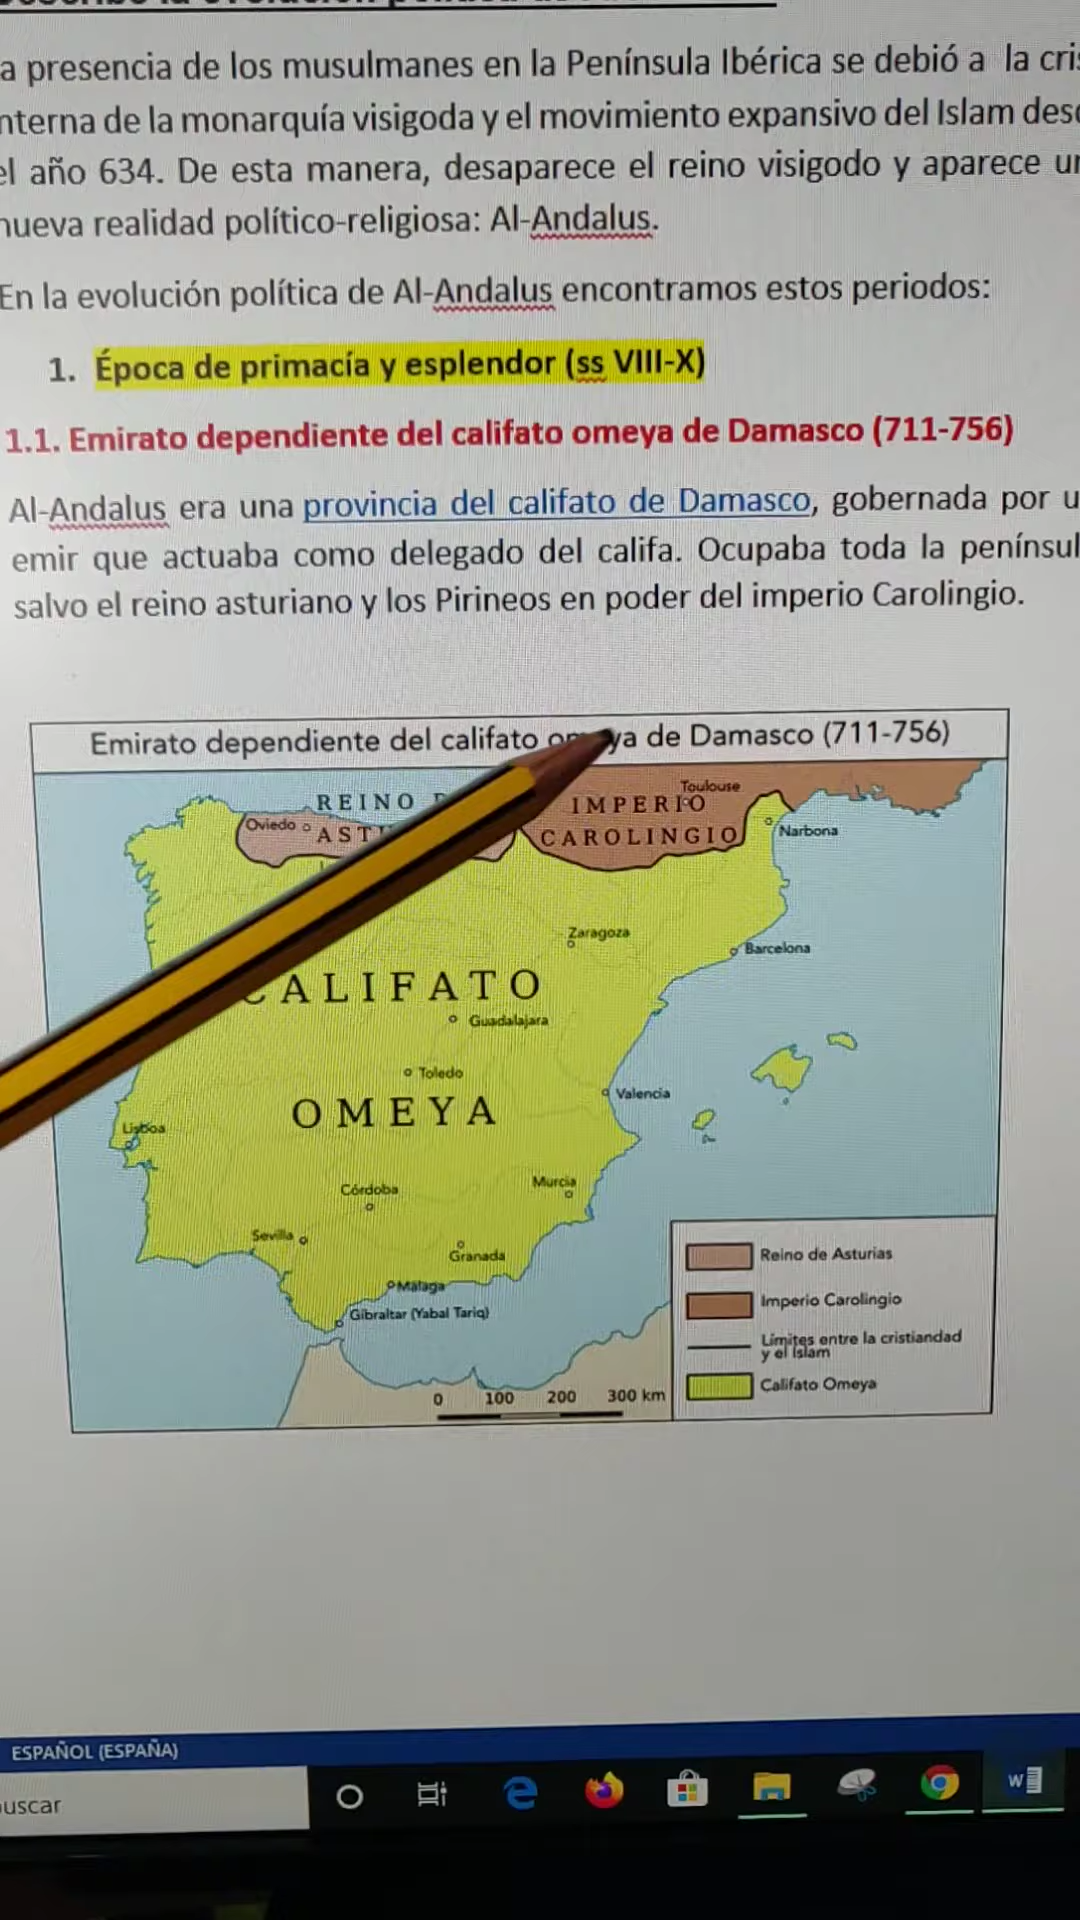 a presencia de los musulmanes en la Península Ibérica se debió a la
nterna de la monarquía visigoda y el movimiento expansivo del Islam
el año 634. De esta manera, desaparece el reino visigodo y aparece
nueva realidad político-religiosa: Al-Andalus.
En la evolución política de Al-Andalus encontramos estos periodos:
1. Época de primacía y esplendor (ss VIII-X)
1.1. Emirato dependiente del califato omeya de Damasco (711-756)
Al-Andalus era una provincia del califato de Damasco, gobernada por
emir que actuaba como delegado del califa. Ocupaba toda la penínsul
salvo el reino asturiano y los Pirineos en poder del imperio Carolingio.
Emirato dependiente del califato ya de Damasco (711-756)
REINO
AST
Oviedo
Toulouse
IMPERIO
CAROLINGIO
Narbona
Zaragoza
Barcelona
ALIFATO
Guadalajara
Toledo
Valencia
OMEYA
Lisboa
Córdoba
Murcia
Sevilla
Granada
Málaga
Gibraltar (Yabal Tariq)
0 100 200 300 km
Reino de Asturias
Imperio Carolingio
Límites entre la cristiandad
y el Islam
Califato Omeya
ESPAÑOL (ESPAÑA)
uscar
W